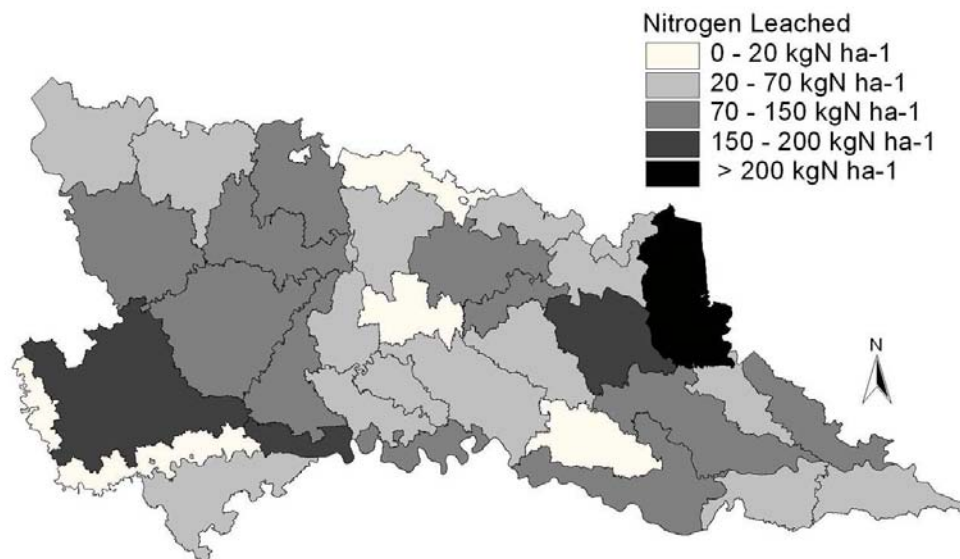 Nitrogen Leached
0 - 20 kgN ha-1
20 - 70 kgN ha-1
70 - 150 kgN ha-1
150 - 200 kgN ha-1
> 200 kgN ha-1
N